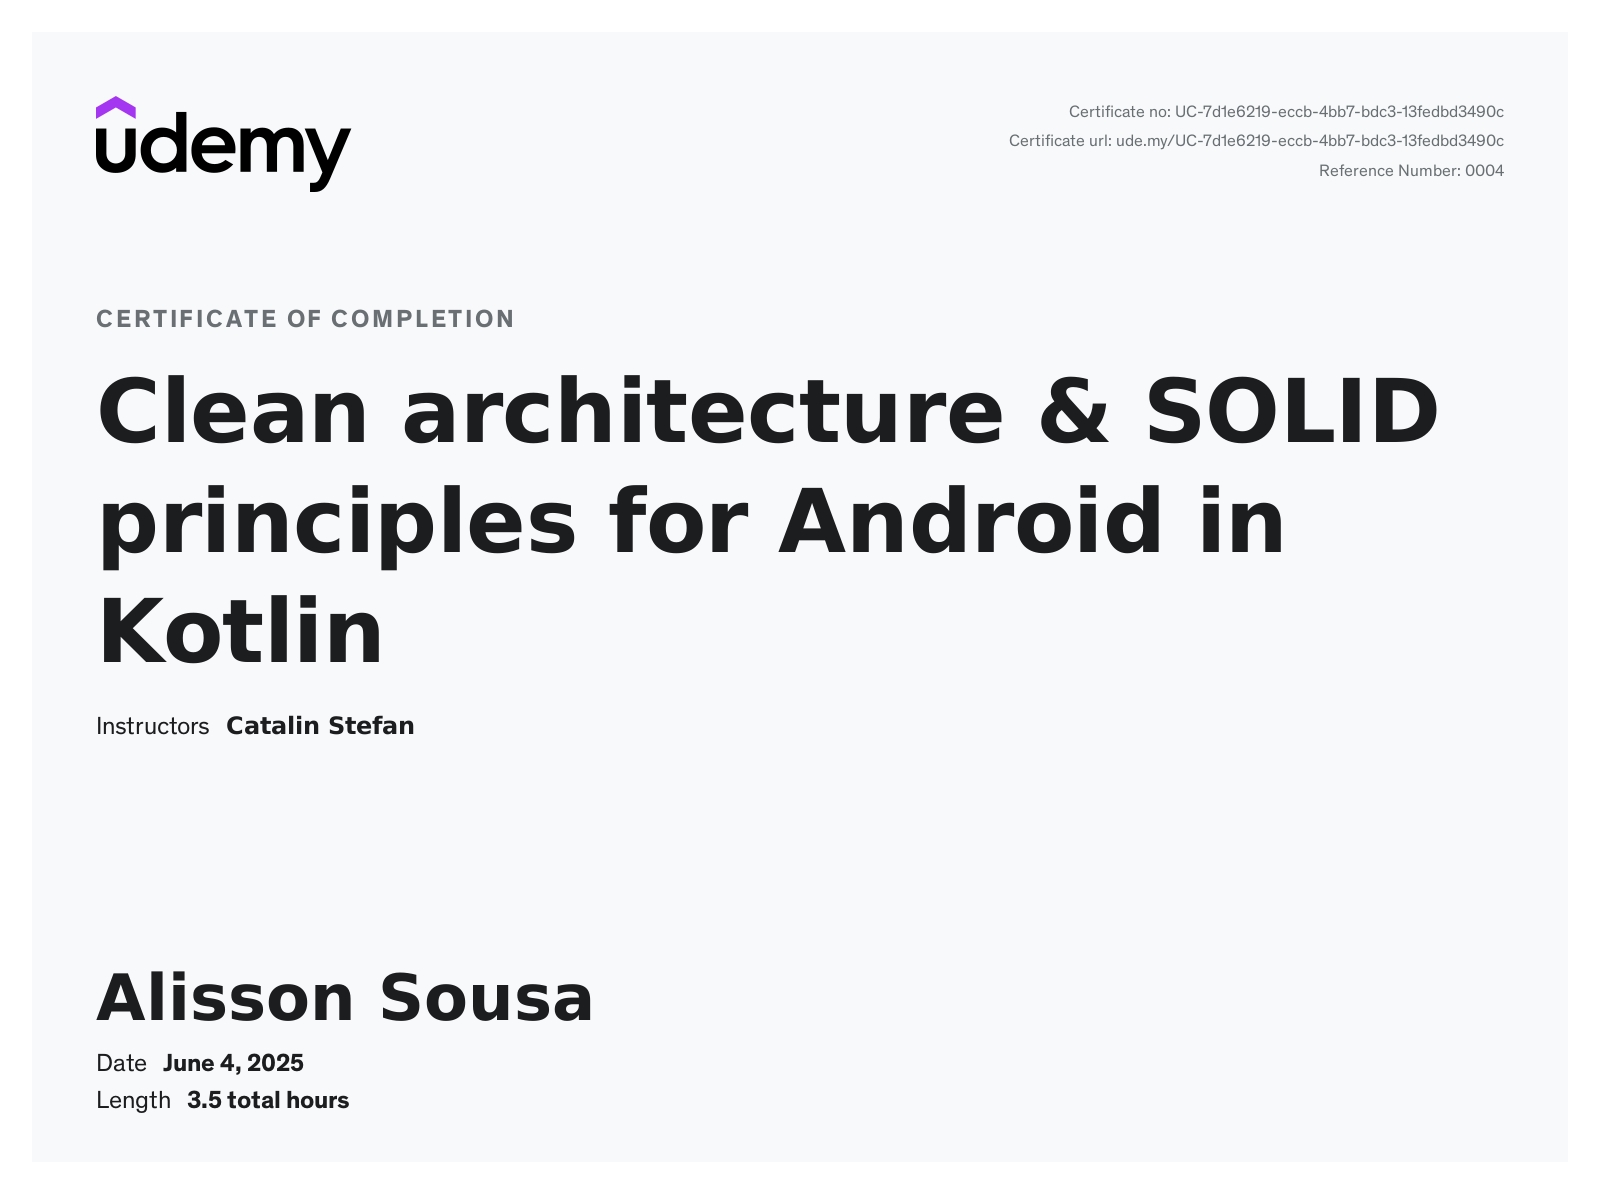 udemy
Certificate no: UC-7d1e6219-eccb-4bb7-bdc3-13fedbd3490c
Certificate url: ude.my/UC-7d1e6219-eccb-4bb7-bdc3-13fedbd3490c
Reference Number: 0004
CERTIFICATE OF COMPLETION
Clean architecture & SOLID
principles for Android in
Kotlin
Instructors Catalin Stefan
Alisson Sousa
Date June 4, 2025
Length 3.5 total hours